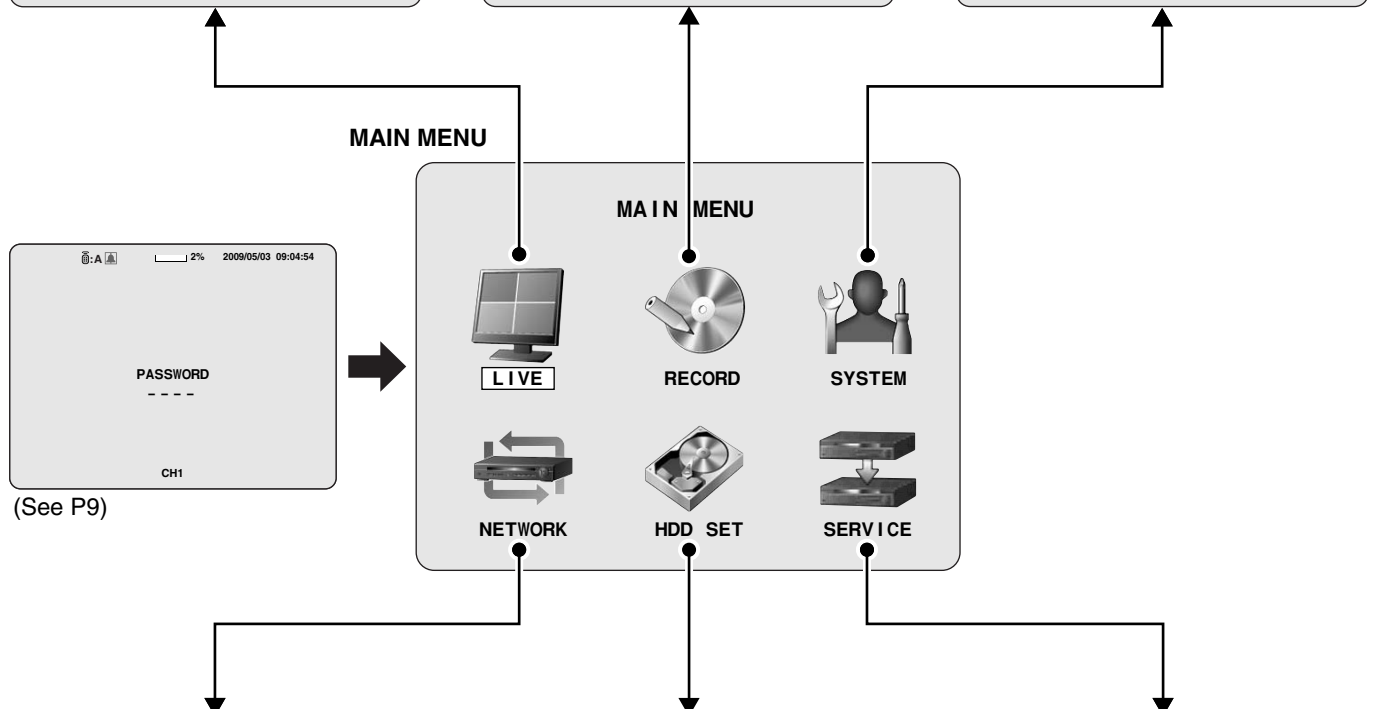 MAIN MENU
MAIN MENU
:A 2% 2009/05/03 09:04:54
PASSWORD
- - - -
CH1
(See P9)
LIVE RECORD SYSTEM
NETWORK HDD SET SERVICE